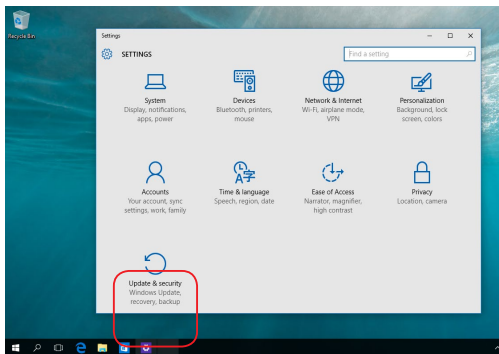 Recycle Bin
Settings
SETTINGS
Find a setting
System
Display, notifications,
apps, power
Devices
Bluetooth, printers,
mouse
Network & Internet
Wi-Fi, airplane mode,
VPN
Personalization
Background, lock
screen, colors
Accounts
Your account, sync
settings, work, family
Time & language
Speech, region, date
Ease of Access
Narrator, magnifier,
high contrast
Privacy
Location, camera
Update & security
Windows Update,
recovery, backup